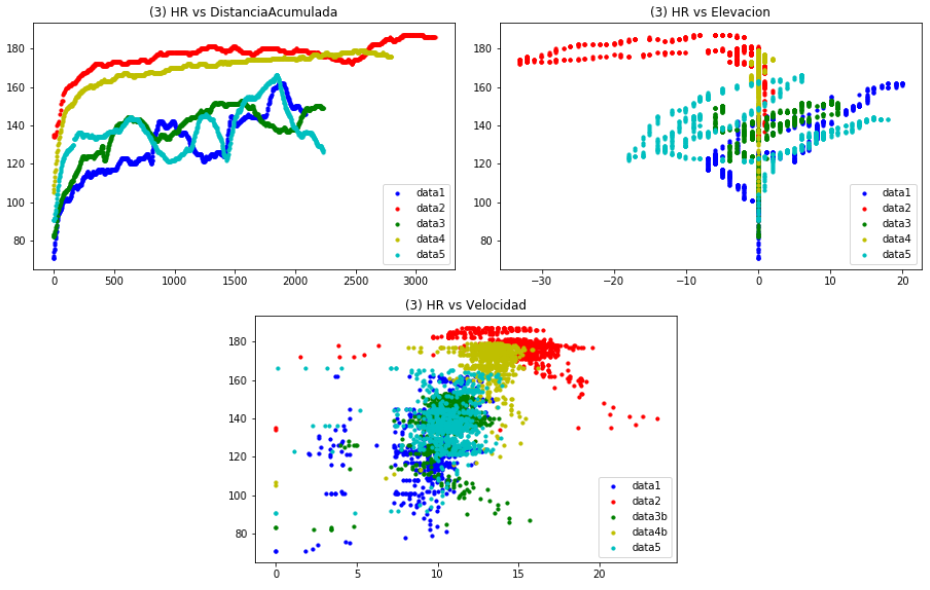 (3) HR vs DistanciaAcumulada
180
160
140
120
100
80
0
500
1000
1500
2000
2500
3000
data1
data2
data3
data4
data5
(3) HR vs Elevacion
180
160
140
120
100
80
−30
−20
−10
0
10
20
data1
data2
data3
data4
data5
(3) HR vs Velocidad
180
160
140
120
100
80
0
5
10
15
20
data1
data2
data3b
data4b
data5